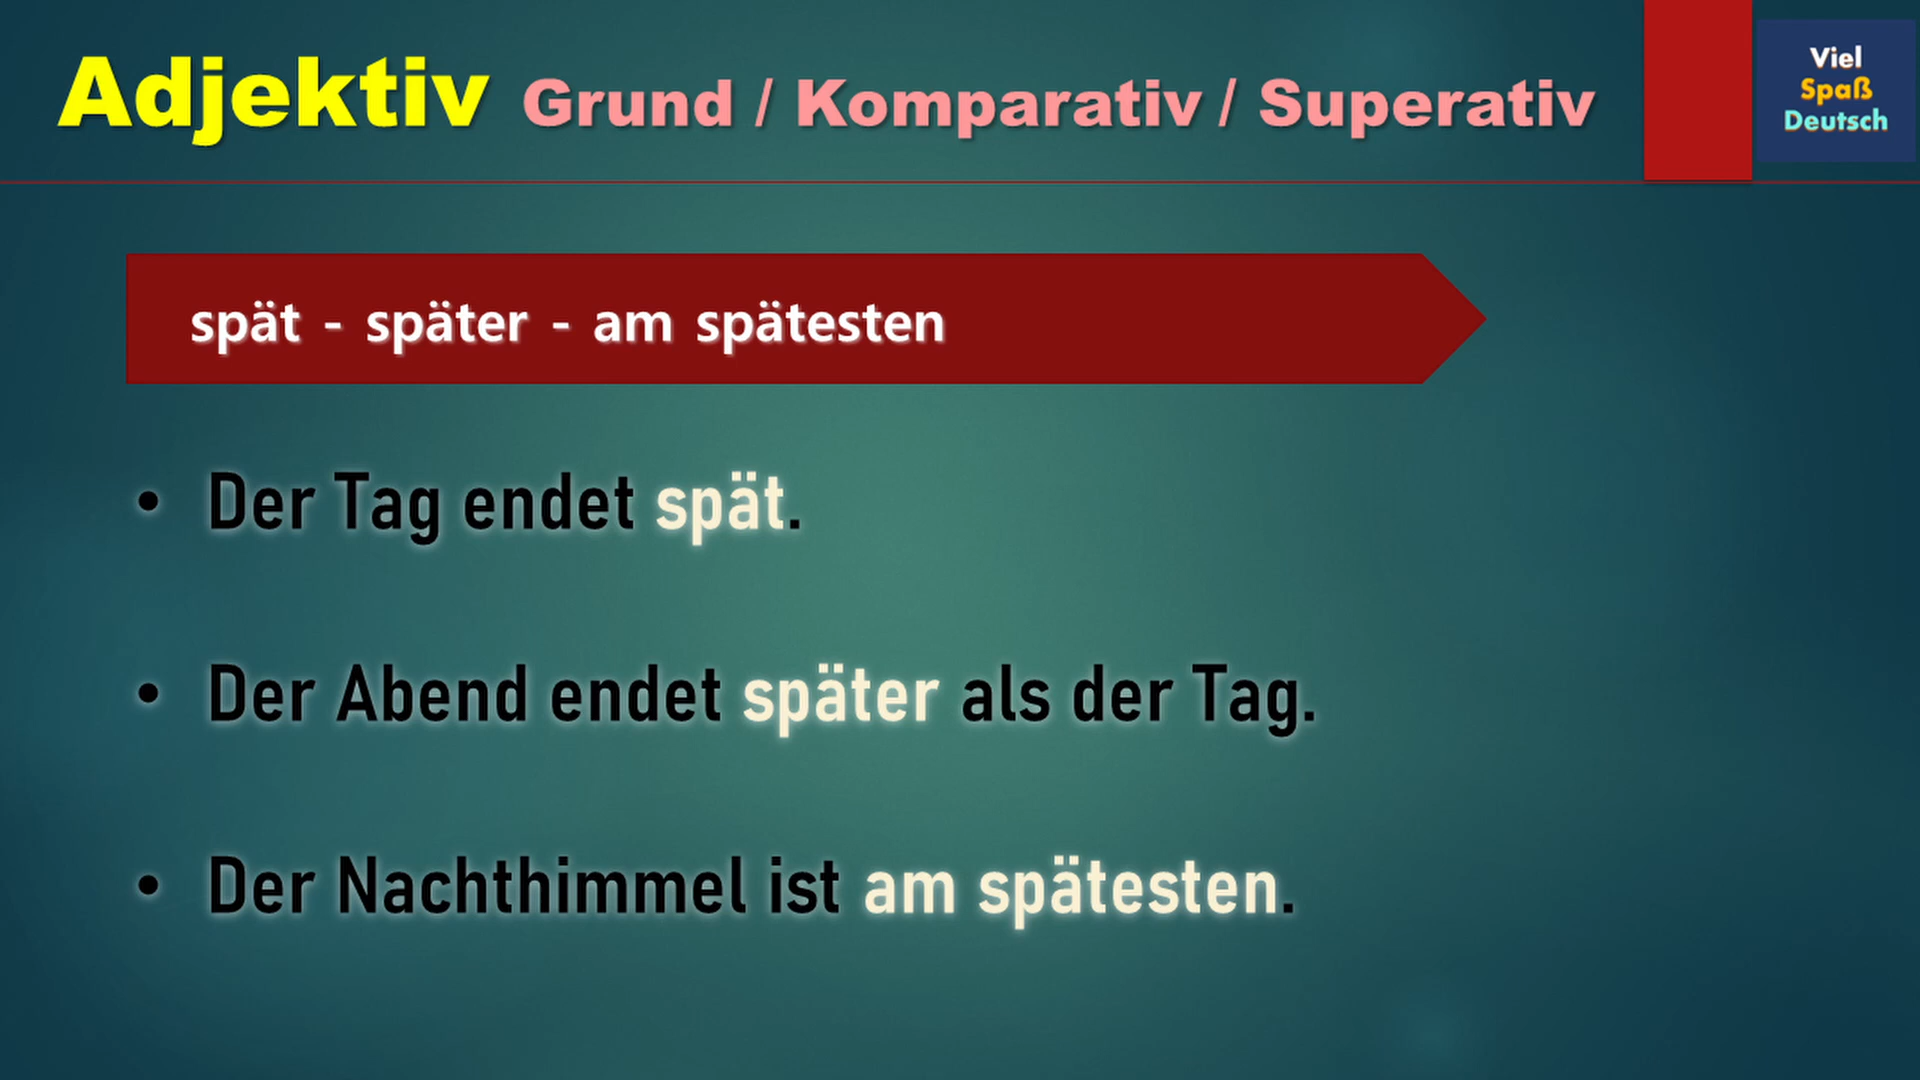 Adjektiv Grund / Komparativ / Superativ
Viel
Spaß
Deutsch
spät - später - am spätesten
• Der Tag endet spät.
• Der Abend endet später als der Tag.
• Der Nachthimmel ist am spätesten.